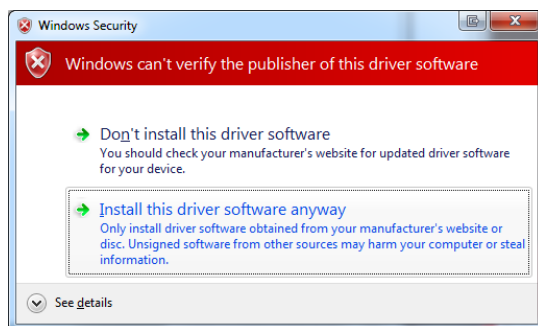 Windows Security
Windows can't verify the publisher of this driver software
Don't install this driver software
You should check your manufacturer's website for updated driver software
for your device.
Install this driver software anyway
Only install driver software obtained from your manufacturer's website or
disc. Unsigned software from other sources may harm your computer or steal
information.
See details